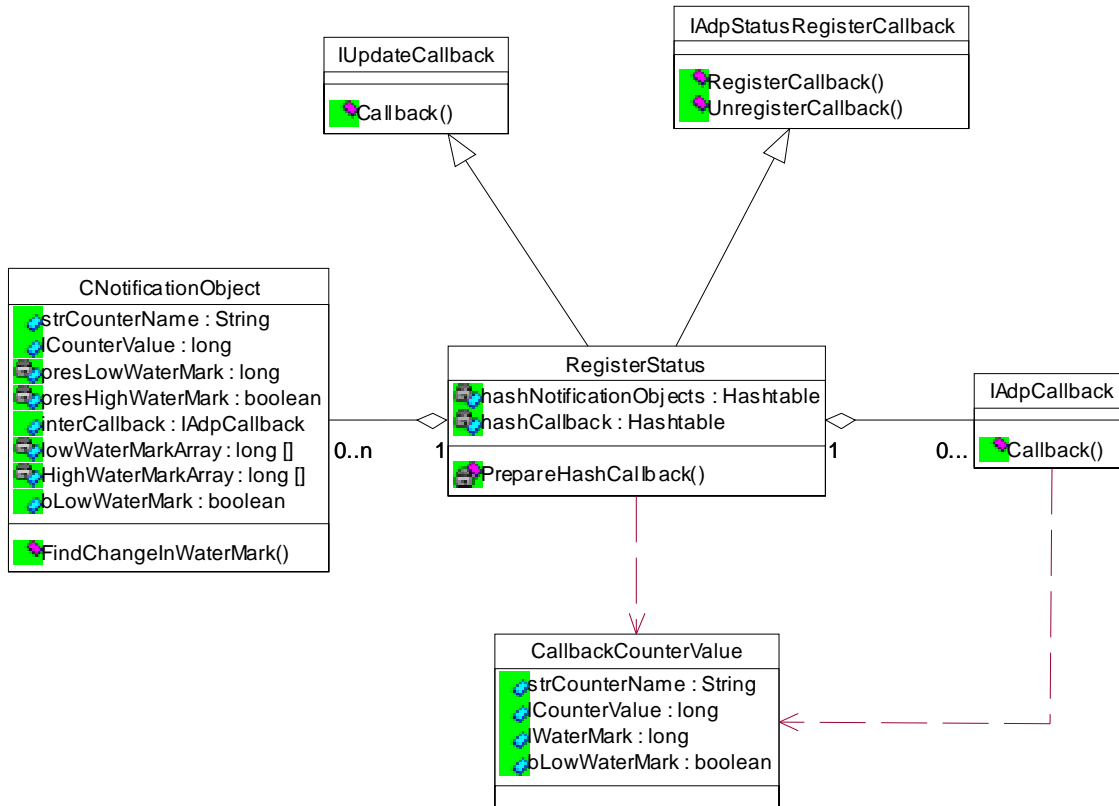 IUpdateCallback
Callback()
IAdpStatusRegisterCallback
RegisterCallback()
UnregisterCallback()
CNotificationObject
strCounterName : String
lCounterValue : long
presLowWaterMark : long
presHighWaterMark : boolean
interCallback : IAdpCallback
lowWaterMarkArray : long []
HighWaterMarkArray : long []
bLowWaterMark : boolean
FindChangeInWaterMark()
0..n
1
RegisterStatus
hashNotificationObjects : Hashtable
hashCallback : Hashtable
PrepareHashCallback()
1
0...
IAdpCallback
Callback()
CallbackCounterValue
strCounterName : String
lCounterValue : long
lWaterMark : long
bLowWaterMark : boolean